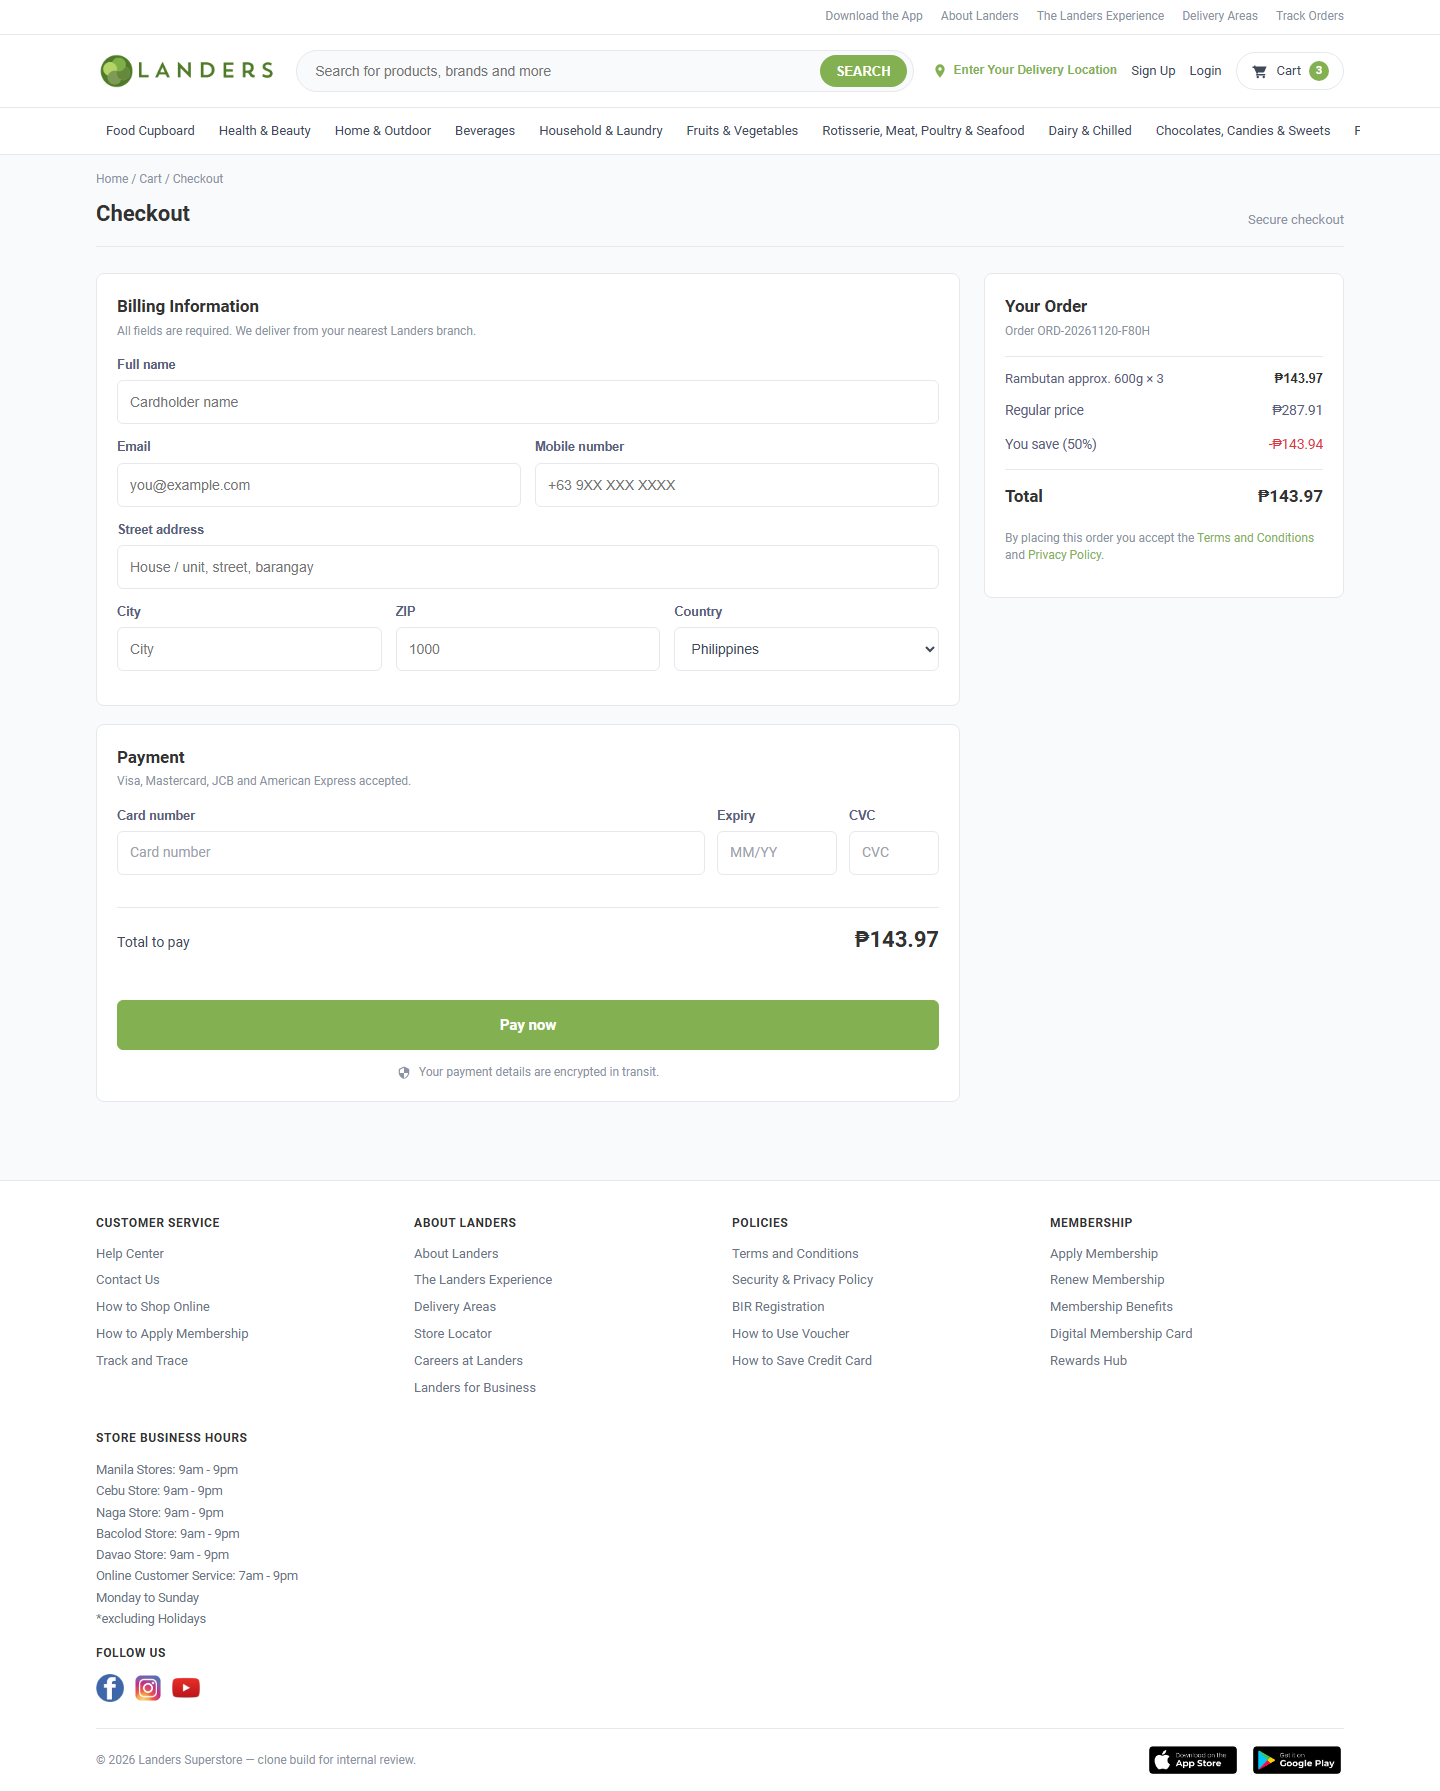 Download the App About Landers The Landers Experience Delivery Areas Track Orders
LANDERS
Search for products, brands and more
SEARCH
Enter Your Delivery Location
Sign Up
Login
Cart 3
Food Cupboard Health & Beauty Home & Outdoor Beverages Household & Laundry Fruits & Vegetables Rotisserie, Meat, Poultry & Seafood Dairy & Chilled Chocolates, Candies & Sweets F
Home / Cart / Checkout
Checkout
Secure checkout
Billing Information
All fields are required. We deliver from your nearest Landers branch.
Full name
Cardholder name
Email
Mobile number
you@example.com
+63 9XX XXX XXXX
Street address
House / unit, street, barangay
City
ZIP
Country
City
1000
Philippines
Your Order
Order ORD-20261120-F80H
Rambutan approx. 600g × 3 ₱143.97
Regular price ₱287.91
You save (50%) -₱143.94
Total ₱143.97
By placing this order you accept the Terms and Conditions
and Privacy Policy.
Payment
Visa, Mastercard, JCB and American Express accepted.
Card number
Expiry
CVC
Card number
MM/YY
CVC
Total to pay ₱143.97
Pay now
Your payment details are encrypted in transit.
CUSTOMER SERVICE
Help Center
Contact Us
How to Shop Online
How to Apply Membership
Track and Trace
ABOUT LANDERS
About Landers
The Landers Experience
Delivery Areas
Store Locator
Careers at Landers
Landers for Business
POLICIES
Terms and Conditions
Security & Privacy Policy
BIR Registration
How to Use Voucher
How to Save Credit Card
MEMBERSHIP
Apply Membership
Renew Membership
Membership Benefits
Digital Membership Card
Rewards Hub
STORE BUSINESS HOURS
Manila Stores: 9am - 9pm
Cebu Store: 9am - 9pm
Naga Store: 9am - 9pm
Bacolod Store: 9am - 9pm
Davao Store: 9am - 9pm
Online Customer Service: 7am - 9pm
Monday to Sunday
*excluding Holidays
FOLLOW US
© 2026 Landers Superstore — clone build for internal review.
Download on the
App Store
Get it on
Google Play